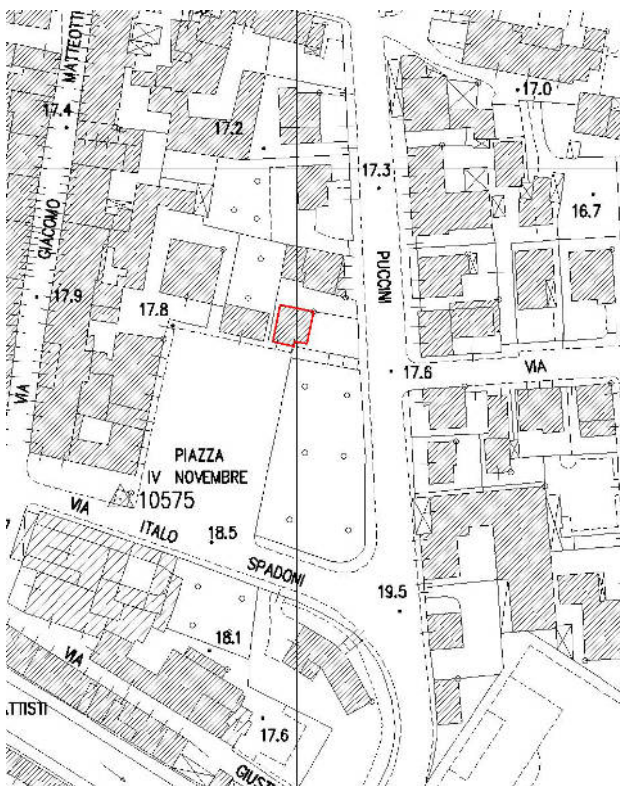 MATTEOTTI
17.4
17.2
17.0
17.3
16.7
GIACOMO
PUCCINI
17.9
17.8
17.6
VIA
VIA
PIAZZA
IV NOVEMBRE
10575
VIA
ITALO
18.5
SPADONI
19.5
18.1
VIA
TTISTI
17.6
GIUST